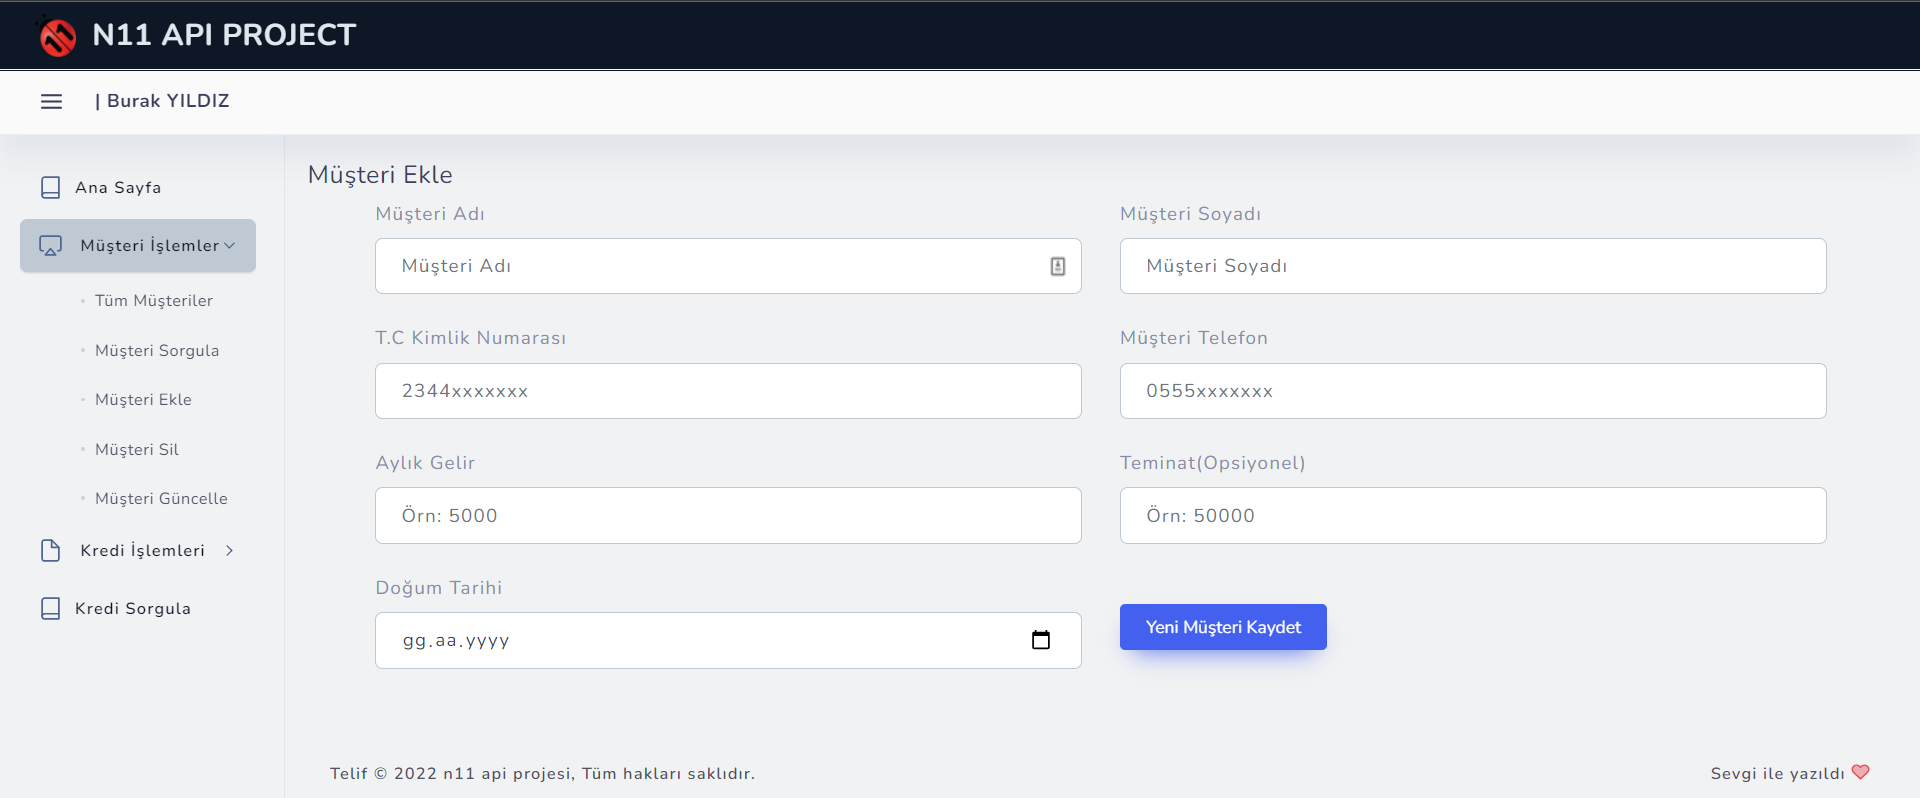 N11 API PROJECT
| Burak YILDIZ
Ana Sayfa
Müşteri İşlemler
Tüm Müşteriler
Müşteri Sorgula
Müşteri Ekle
Müşteri Sil
Müşteri Güncelle
Kredi İşlemleri
Kredi Sorgula
Müşteri Ekle
Müşteri Adı
Müşteri Adı
Müşteri Soyadı
Müşteri Soyadı
T.C Kimlik Numarası
2344xxxxxxx
Müşteri Telefon
0555xxxxxxx
Aylık Gelir
Örn: 5000
Teminat(Opsiyonel)
Örn: 50000
Doğum Tarihi
gg.aa.yyyy
Yeni Müşteri Kaydet
Telif © 2022 n11 api projesi, Tüm hakları saklıdır.
Sevgi ile yazıldı